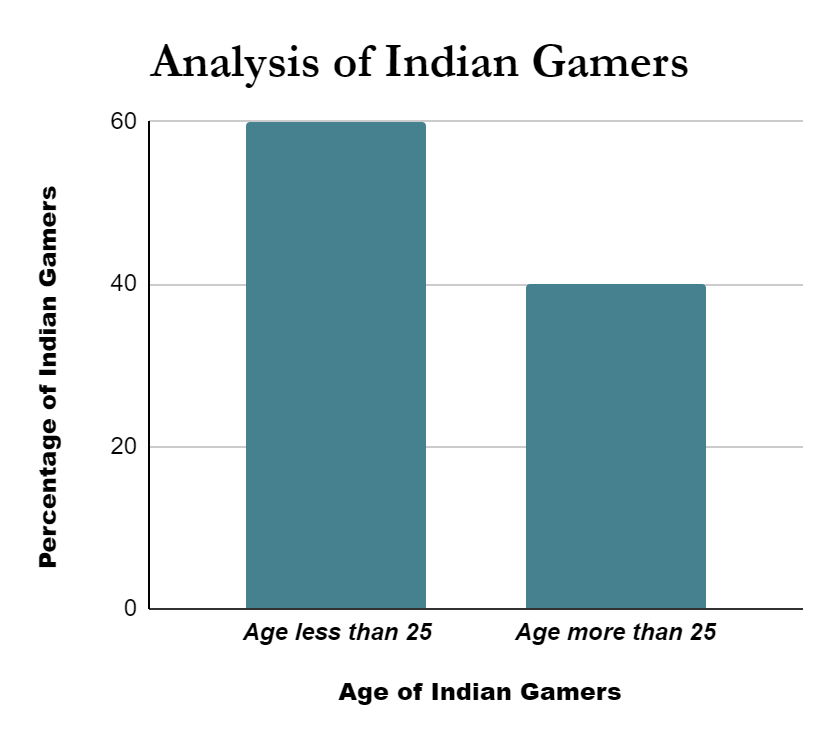 Analysis of Indian Gamers
Percentage of Indian Gamers
60
40
20
0
Age less than 25
Age more than 25
Age of Indian Gamers